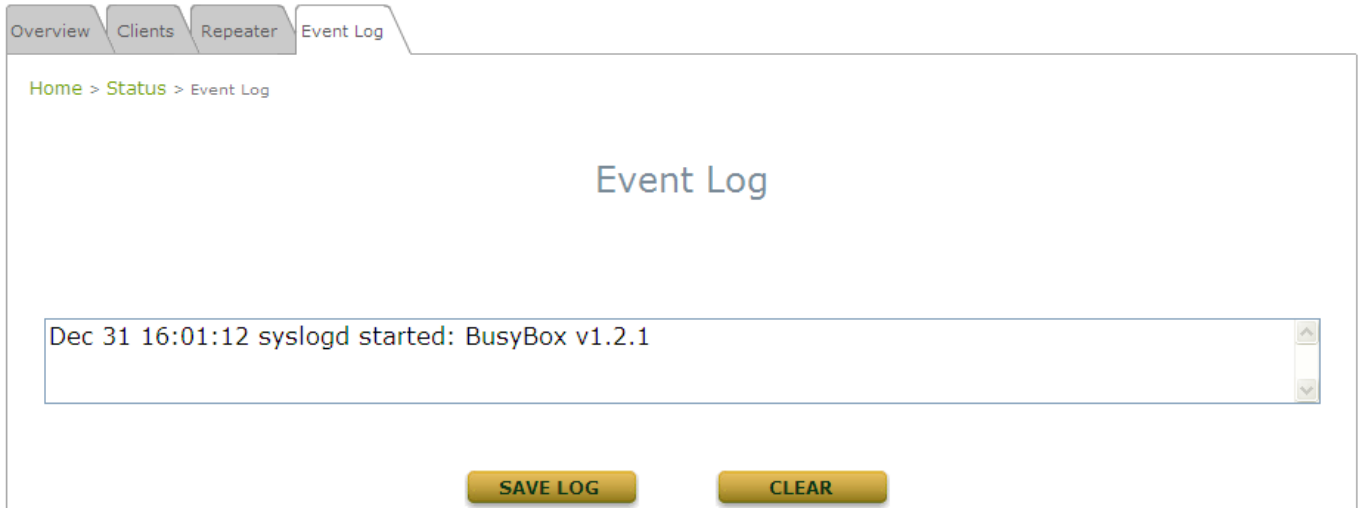 Overview Clients Repeater Event Log
Home > Status > Event Log
Event Log
Dec 31 16:01:12 syslogd started: BusyBox v1.2.1
SAVE LOG CLEAR